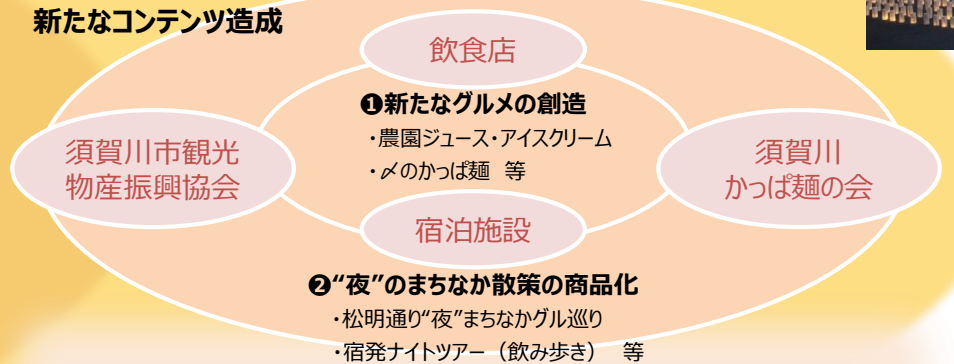 新たなコンテンツ造成
飲食店
❶新たなグルメの創造
・農園ジュース・アイスクリーム
・〆のかっぱ麺 等
須賀川市観光
物産振興協会
須賀川
かっぱ麺の会
宿泊施設
❷“夜”のまちなか散策の商品化
・松明通り“夜”まちなかグル巡り
・宿発ナイトツアー（飲み歩き） 等